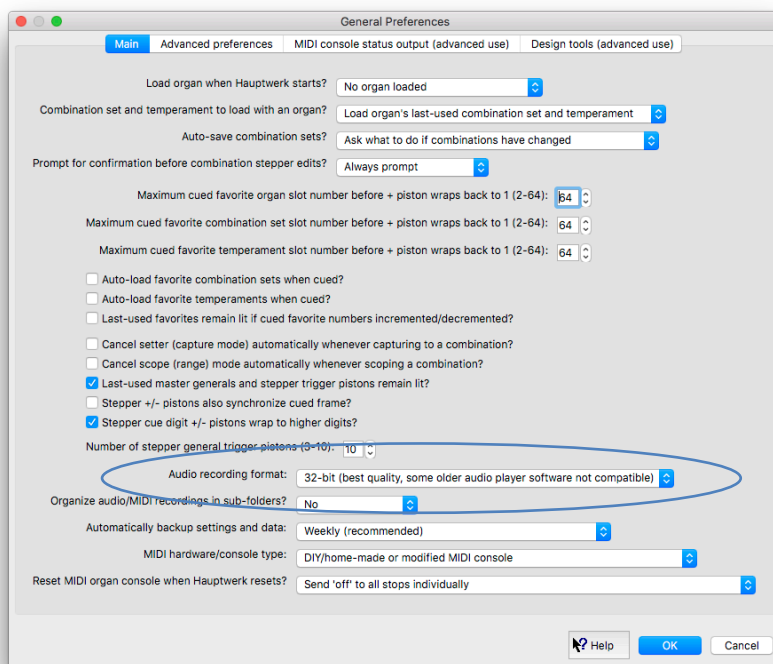 General Preferences
Main Advanced preferences MIDI console status output (advanced use) Design tools (advanced use)
Load organ when Hauptwerk starts? No organ loaded
Combination set and temperament to load with an organ? Load organ's last-used combination set and temperament
Auto-save combination sets? Ask what to do if combinations have changed
Prompt for confirmation before combination stepper edits? Always prompt
Maximum cued favorite organ slot number before + piston wraps back to 1 (2-64): 64
Maximum cued favorite combination set slot number before + piston wraps back to 1 (2-64): 64
Maximum cued favorite temperament slot number before + piston wraps back to 1 (2-64): 64
Auto-load favorite combination sets when cued?
Auto-load favorite temperaments when cued?
Last-used favorites remain lit if cued favorite numbers incremented/decremented?
Cancel setter (capture mode) automatically whenever capturing to a combination?
Cancel scope (range) mode automatically whenever scoping a combination?
Last-used master generals and stepper trigger pistons remain lit?
Stepper +/- pistons also synchronize cued frame?
Stepper cue digit +/- pistons wrap to higher digits?
Number of stepper general trigger pistons (3-10): 10
Audio recording format: 32-bit (best quality, some older audio player software not compatible)
Organize audio/MIDI recordings in sub-folders? No
Automatically backup settings and data: Weekly (recommended)
MIDI hardware/console type: DIY/home-made or modified MIDI console
Reset MIDI organ console when Hauptwerk resets? Send 'off' to all stops individually
? Help OK Cancel